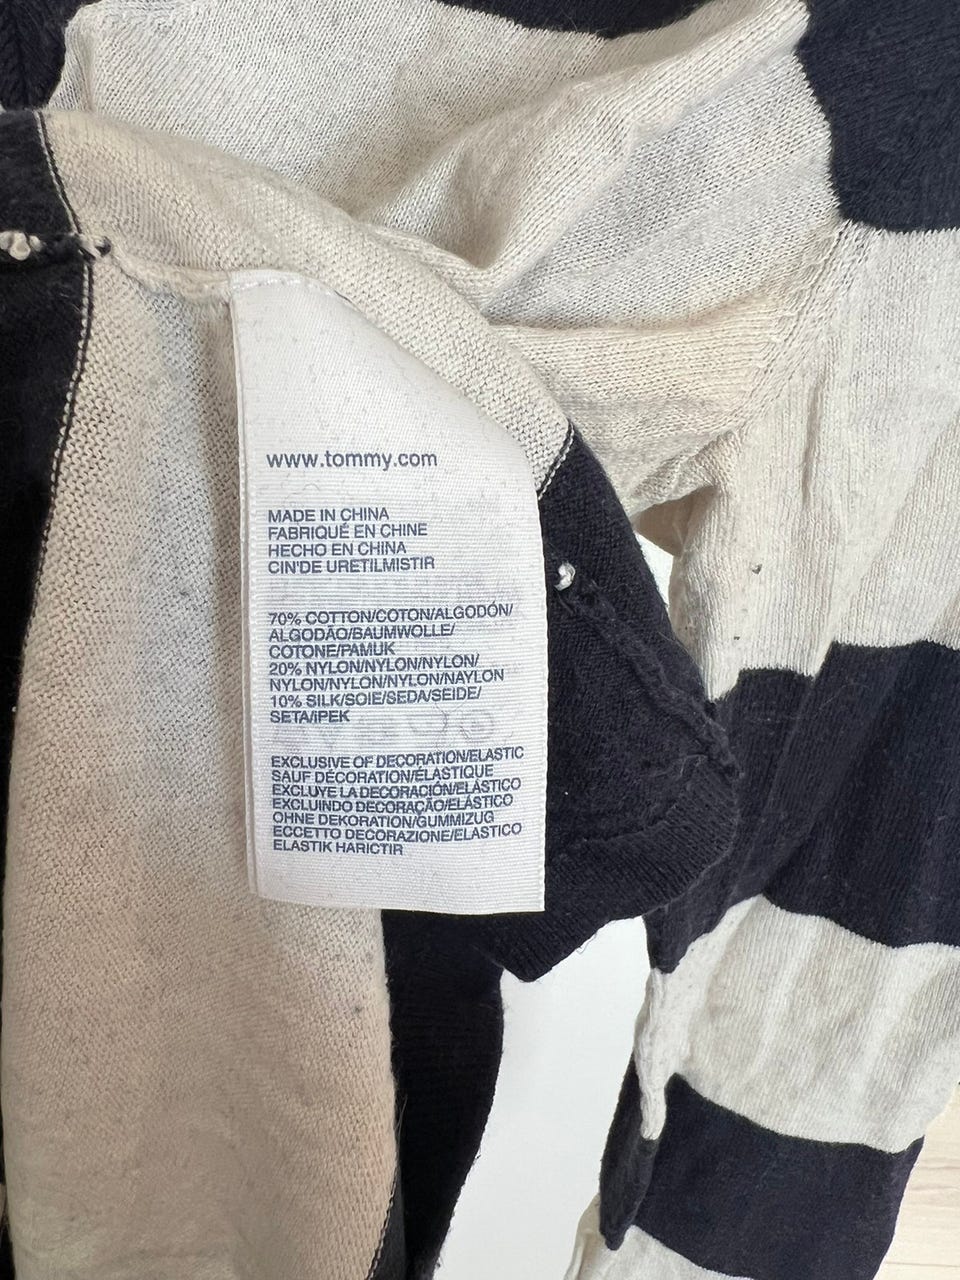 www.tommy.com
MADE IN CHINA
FABRIQUÉ EN CHINE
HECHO EN CHINA
CIN'DE URETILMISTIR
70% COTTON/COTON/ALGODÓN/
ALGODÃO/BAUMWOLLE/
COTONE/PAMUK
20% NYLON/NYLON/NYLON/
NYLON/NYLON/NYLON/NAYLON
10% SILK/SOIE/SEDA/SEIDE/
SETA/iPEK
EXCLUSIVE OF DECORATION/ELASTIC
SAUF DÉCORATION/ÉLASTIQUE
EXCLUYE LA DECORACIÓN/ELÁSTICO
EXCLUINDO DECORAÇÃO/ELÁSTICO
OHNE DEKORATION/GUMMIZUG
ECCETTO DECORAZIONE/ELASTICO
ELASTIK HARICTIR